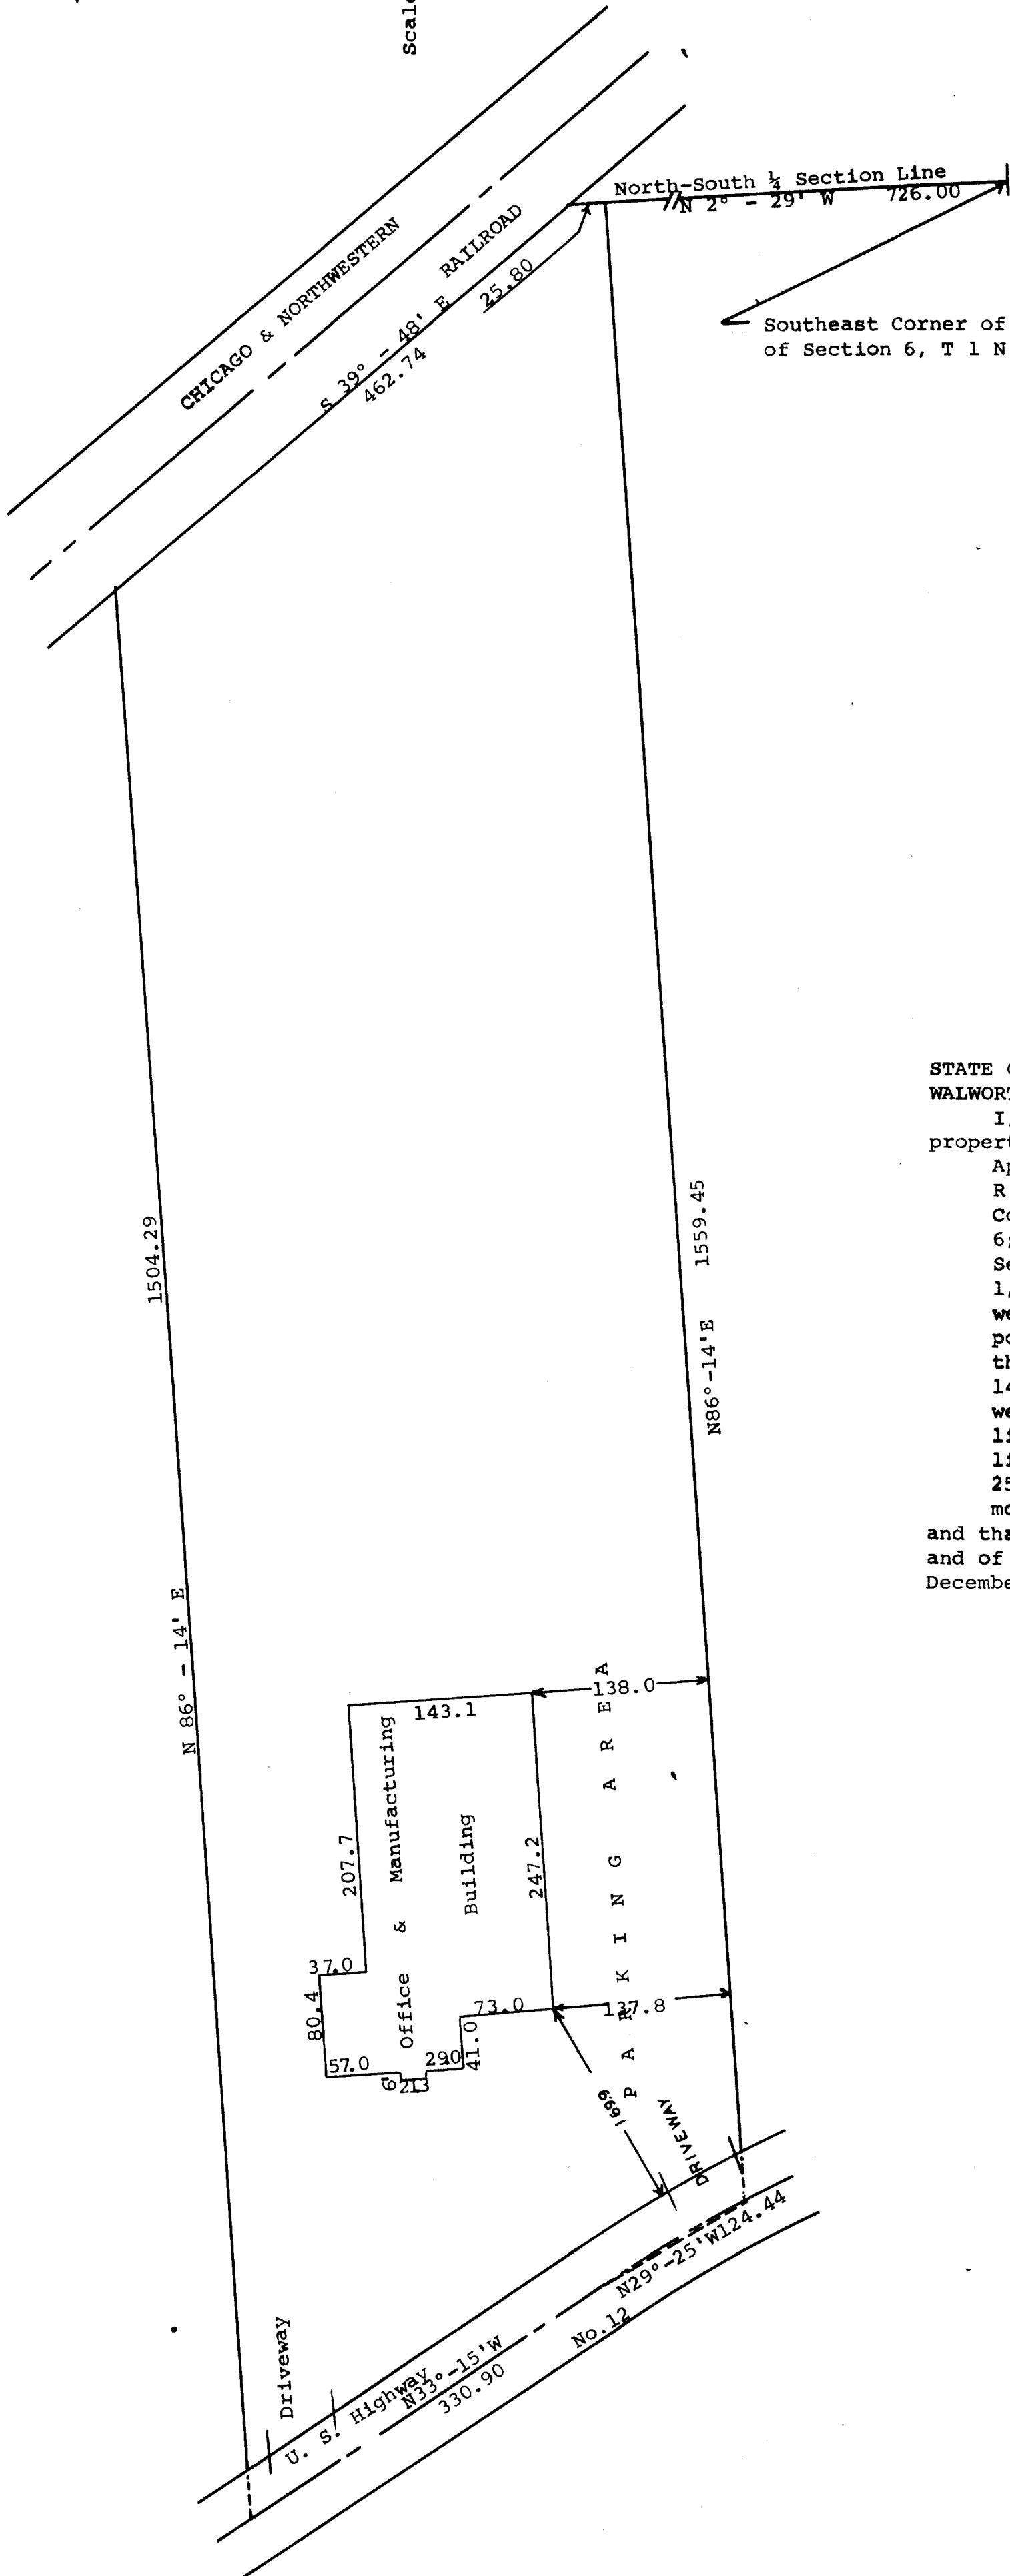 Scale
North-South ¼ Section Line
N 2° - 29' W 726.00
CHICAGO & NORTHWESTERN RAILROAD
S 39° - 48' E
462.74
25.80
Southeast Corner of
of Section 6, T 1 N
1504.29
N 86° - 14' E
1559.45
N86°-14'E
STATE
WALWORT
I,
propert
Ap
R
Co
6;
Se
1,
we
po
th
14
we
li
li
25
mo
and tha
and of
Decembe
138.0
143.1
Office & Manufacturing
Building
207.7
247.2
PARKING AREA
37.0
80.4
57.0
6'
21.3
29.0
41.0
73.0
137.8
169.9
DRIVEWAY
N29°-25'W124.44
Driveway
U. S. Highway No.12
N33°-15'W
330.90